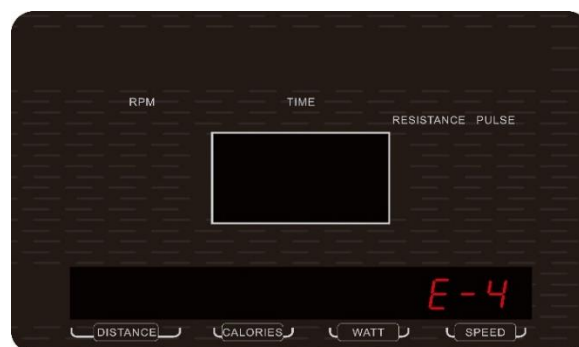 RPM TIME
RESISTANCE PULSE
E-4
DISTANCE CALORIES WATT SPEED